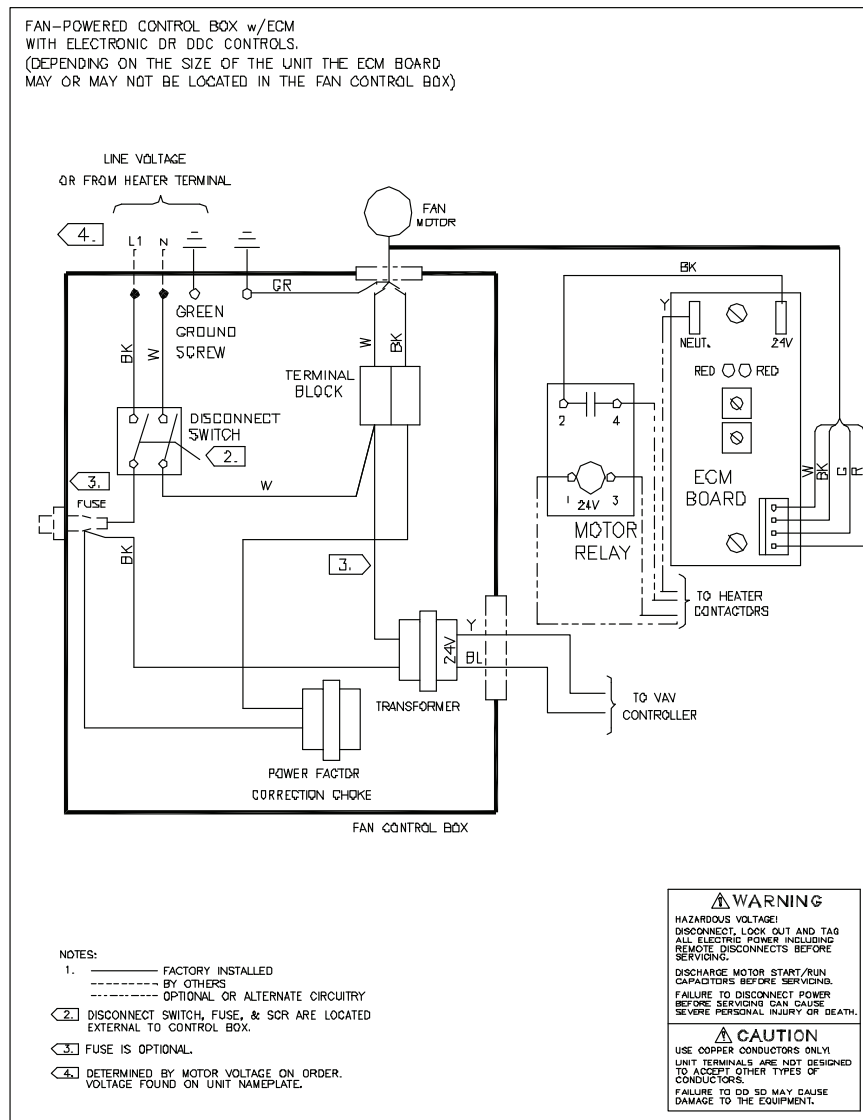 FAN-POWERED CONTROL BOX w/ECM
WITH ELECTRONIC OR DDC CONTROLS.
(DEPENDING ON THE SIZE OF THE UNIT THE ECM BOARD
MAY OR MAY NOT BE LOCATED IN THE FAN CONTROL BOX)
LINE VOLTAGE
OR FROM HEATER TERMINAL
4.
L1 N
FAN
MOTOR
GR
GREEN
GROUND
SCREW
BK
W
W
BK
TERMINAL
BLOCK
DISCONNECT
SWITCH
2.
3.
FUSE
W
BK
3.
BK
Y
NEUT.
24V
RED RED
2 4
1 24V 3
MOTOR
RELAY
ECM
BOARD
W
BK
G
R
TO HEATER
CONTACTORS
Y
24V
BL
TRANSFORMER
TO VAV
CONTROLLER
POWER FACTOR
CORRECTION CHOKE
FAN CONTROL BOX
NOTES:
1. FACTORY INSTALLED
BY OTHERS
OPTIONAL OR ALTERNATE CIRCUITRY
2. DISCONNECT SWITCH, FUSE, & SCR ARE LOCATED
EXTERNAL TO CONTROL BOX.
3. FUSE IS OPTIONAL.
4. DETERMINED BY MOTOR VOLTAGE ON ORDER.
VOLTAGE FOUND ON UNIT NAMEPLATE.
WARNING
HAZARDOUS VOLTAGE!
DISCONNECT, LOCK OUT AND TAG
ALL ELECTRIC POWER INCLUDING
REMOTE DISCONNECTS BEFORE
SERVICING.
DISCHARGE MOTOR START/RUN
CAPACITORS BEFORE SERVICING.
FAILURE TO DISCONNECT POWER
BEFORE SERVICING CAN CAUSE
SEVERE PERSONAL INJURY OR DEATH.
CAUTION
USE COPPER CONDUCTORS ONLY!
UNIT TERMINALS ARE NOT DESIGNED
TO ACCEPT OTHER TYPES OF
CONDUCTORS.
FAILURE TO DO SO MAY CAUSE
DAMAGE TO THE EQUIPMENT.